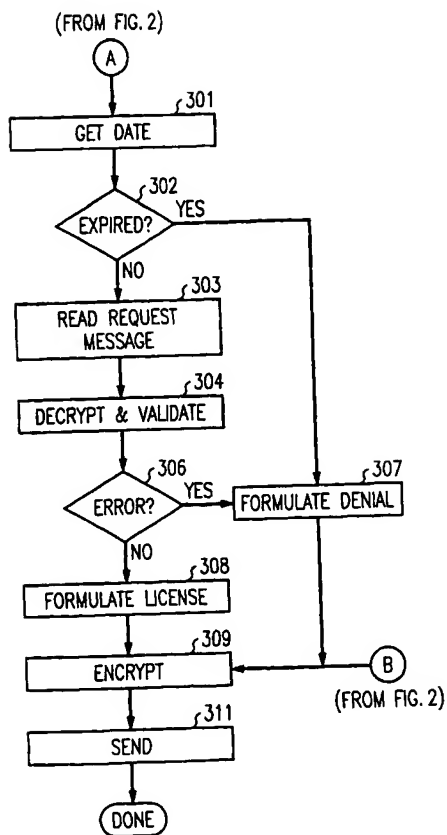 (FROM FIG. 2)
A
301
GET DATE
302
EXPIRED?
YES
NO
303
READ REQUEST
MESSAGE
304
DECRYPT & VALIDATE
306
ERROR?
YES
307
FORMULATE DENIAL
NO
308
FORMULATE LICENSE
309
ENCRYPT
B
(FROM FIG. 2)
311
SEND
DONE